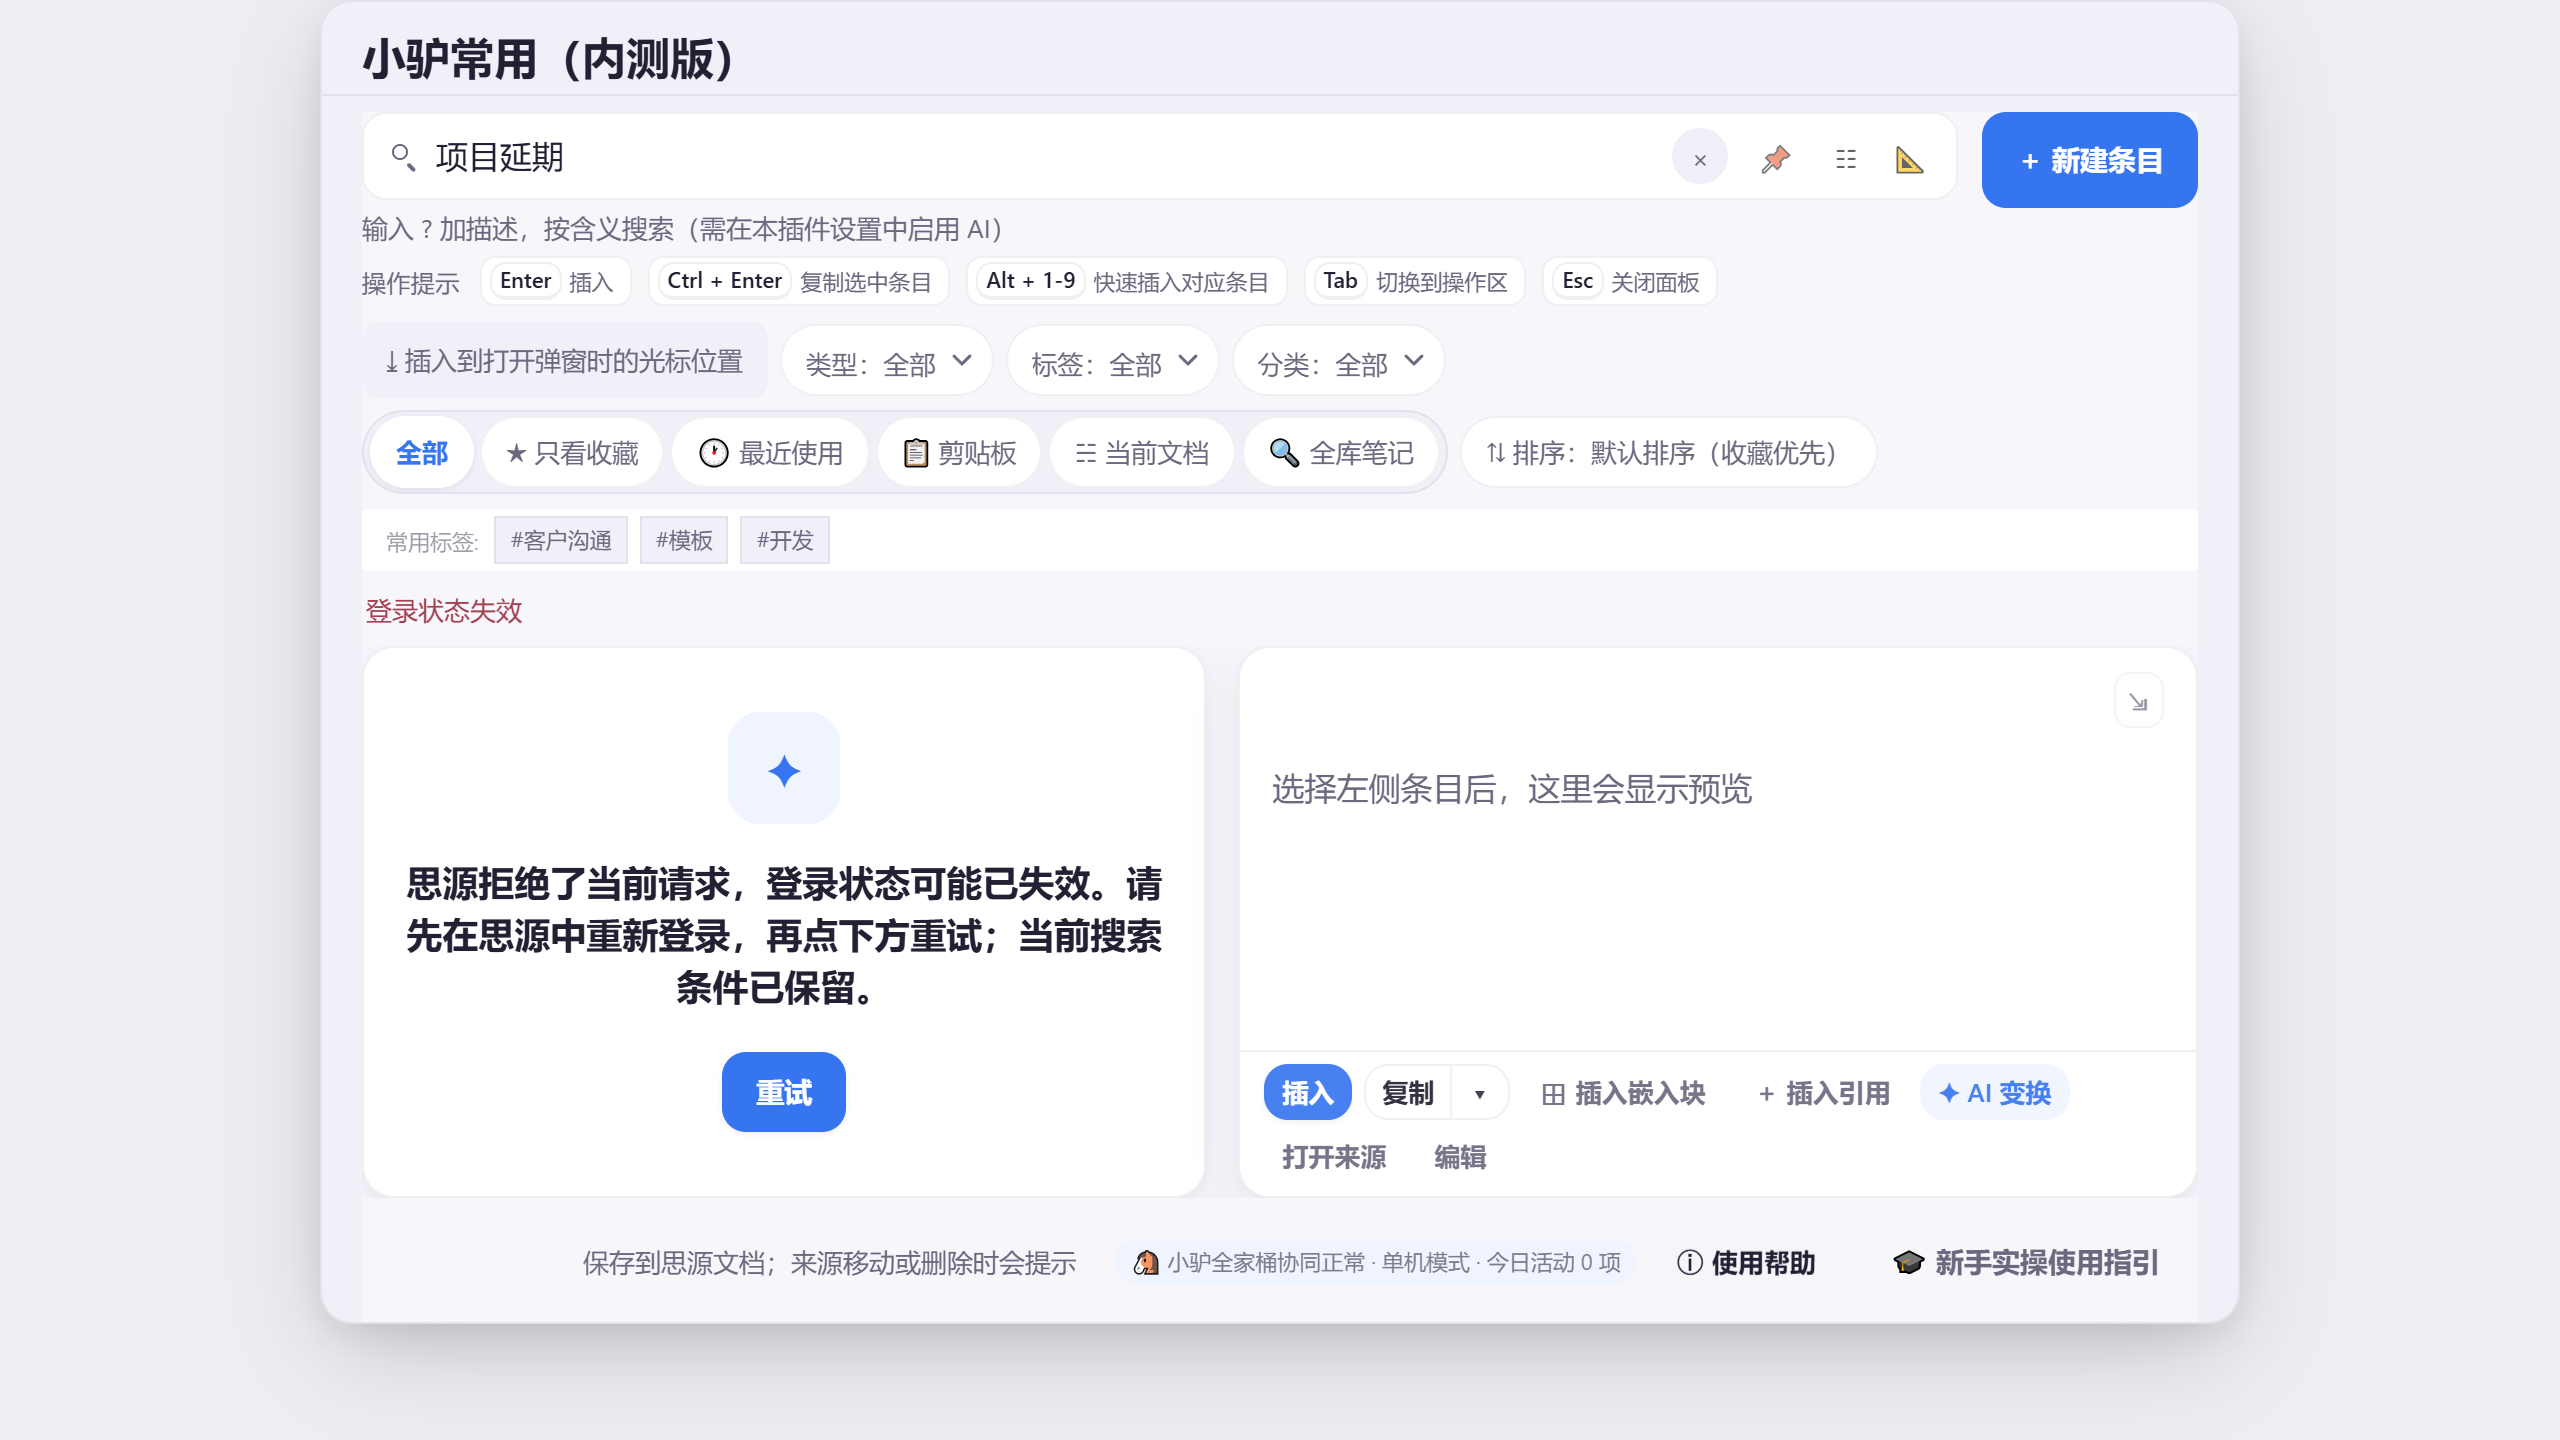 小驴常用（内测版）
项目延期
+ 新建条目
输入 ? 加描述，按含义搜索（需在本插件设置中启用 AI）
操作提示 Enter 插入 Ctrl + Enter 复制选中条目 Alt + 1-9 快速插入对应条目 Tab 切换到操作区 Esc 关闭面板
插入到打开弹窗时的光标位置 类型：全部 标签：全部 分类：全部
全部 ★ 只看收藏 最近使用 剪贴板 当前文档 全库笔记 排序：默认排序（收藏优先）
常用标签: #客户沟通 #模板 #开发
登录状态失效
思源拒绝了当前请求，登录状态可能已失效。请
先在思源中重新登录，再点下方重试；当前搜索
条件已保留。
重试
选择左侧条目后，这里会显示预览
插入 复制 插入嵌入块 + 插入引用 AI 变换
打开来源 编辑
保存到思源文档；来源移动或删除时会提示 小驴全家桶协同正常 · 单机模式 · 今日活动 0 项 使用帮助 新手实操使用指引